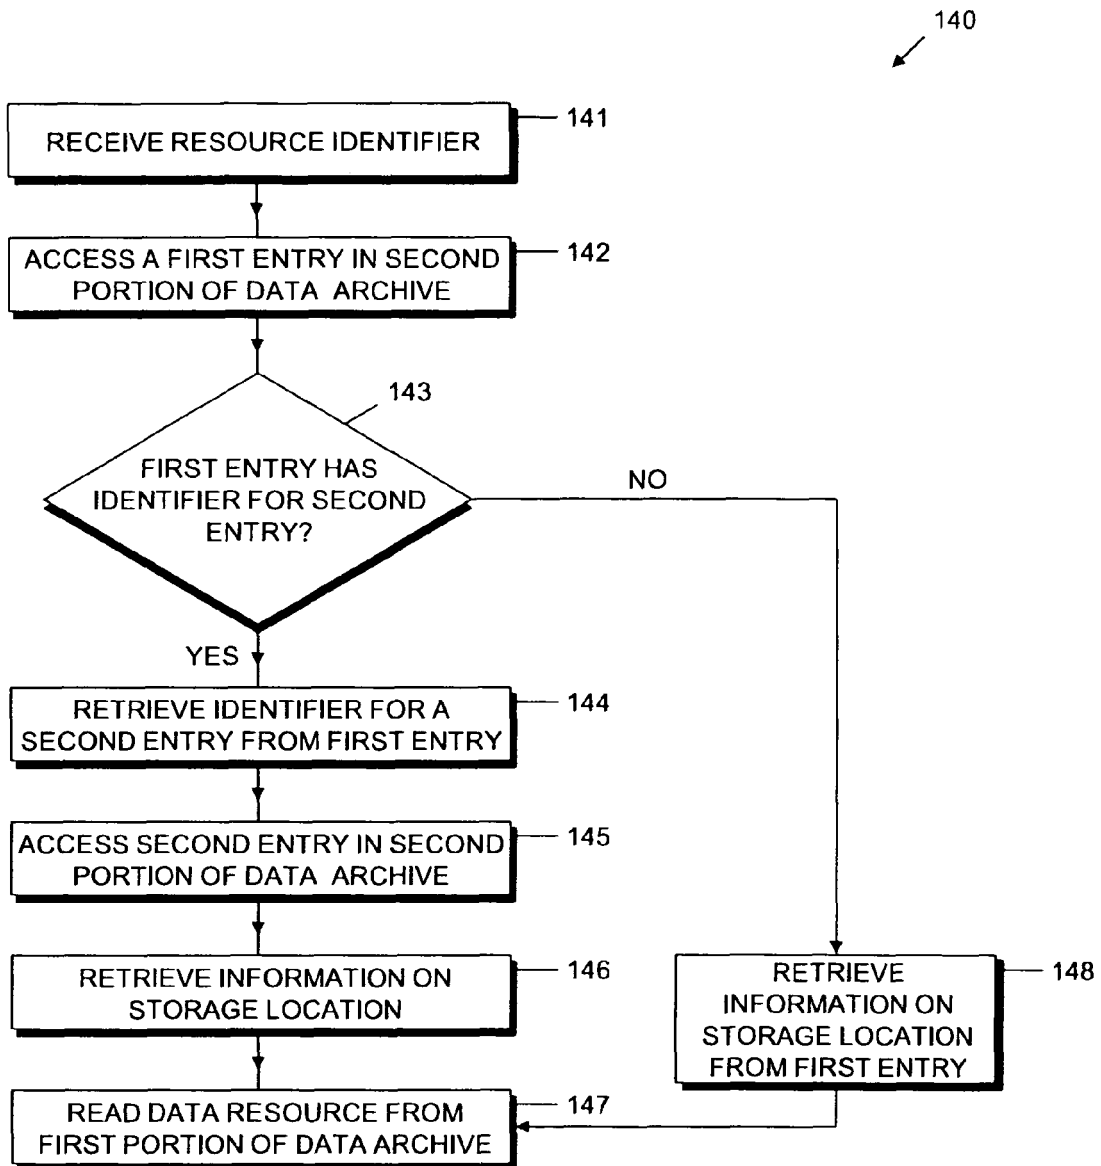 140
RECEIVE RESOURCE IDENTIFIER
141
ACCESS A FIRST ENTRY IN SECOND
PORTION OF DATA ARCHIVE
142
143
FIRST ENTRY HAS
IDENTIFIER FOR SECOND
ENTRY?
NO
YES
RETRIEVE IDENTIFIER FOR A
SECOND ENTRY FROM FIRST ENTRY
144
ACCESS SECOND ENTRY IN SECOND
PORTION OF DATA ARCHIVE
145
RETRIEVE INFORMATION ON
STORAGE LOCATION
146
RETRIEVE
INFORMATION ON
STORAGE LOCATION
FROM FIRST ENTRY
148
READ DATA RESOURCE FROM
FIRST PORTION OF DATA ARCHIVE
147